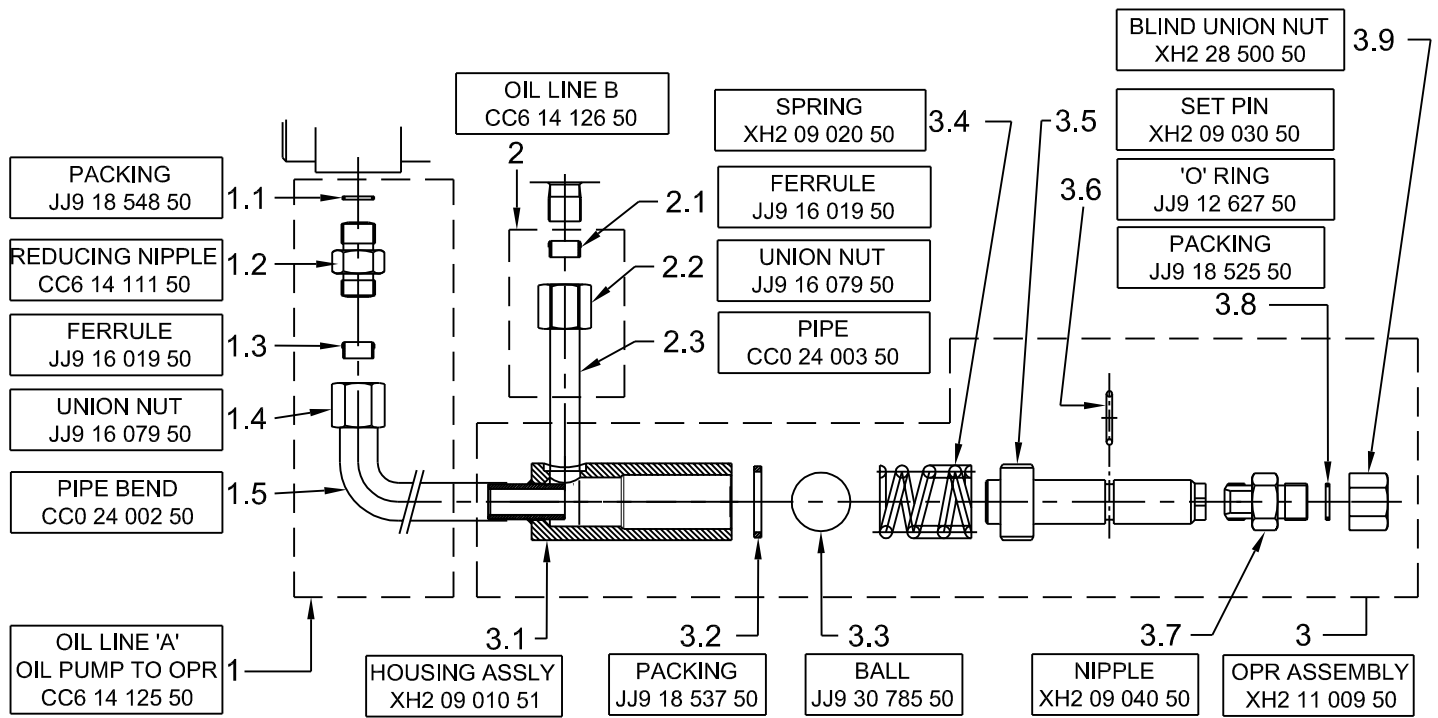 BLIND UNION NUT
XH2 28 500 50
3.9
OIL LINE B
CC6 14 126 50
2
SPRING
XH2 09 020 50
3.4
3.5
SET PIN
XH2 09 030 50
PACKING
JJ9 18 548 50
1.1
2.1
FERRULE
JJ9 16 019 50
3.6
'O' RING
JJ9 12 627 50
REDUCING NIPPLE
CC6 14 111 50
1.2
2.2
UNION NUT
JJ9 16 079 50
PACKING
JJ9 18 525 50
3.8
FERRULE
JJ9 16 019 50
1.3
2.3
PIPE
CC0 24 003 50
UNION NUT
JJ9 16 079 50
1.4
PIPE BEND
CC0 24 002 50
1.5
OIL LINE 'A'
OIL PUMP TO OPR
CC6 14 125 50
1
3.1
HOUSING ASSLY
XH2 09 010 51
3.2
PACKING
JJ9 18 537 50
3.3
BALL
JJ9 30 785 50
3.7
NIPPLE
XH2 09 040 50
3
OPR ASSEMBLY
XH2 11 009 50